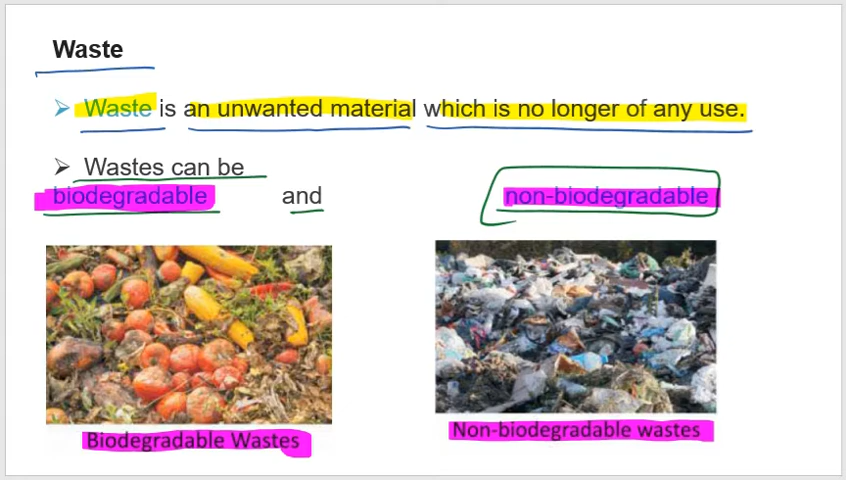 Waste
Waste is an unwanted material which is no longer of any use.
Wastes can be
biodegradable and non-biodegradable
Biodegradable Wastes
Non-biodegradable wastes